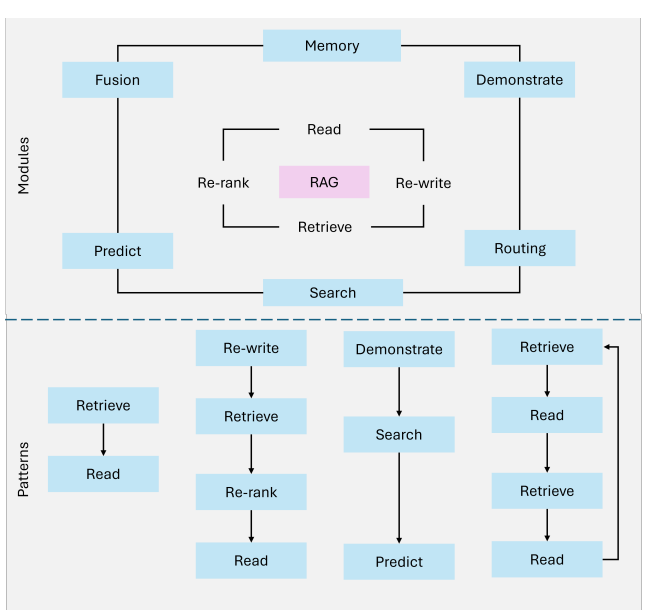 Memory
Fusion
Demonstrate
Read
Modules
Re-rank
RAG
Re-write
Retrieve
Predict
Routing
Search
Patterns
Retrieve
Read
Re-write
Retrieve
Re-rank
Read
Demonstrate
Search
Predict
Retrieve
Read
Retrieve
Read